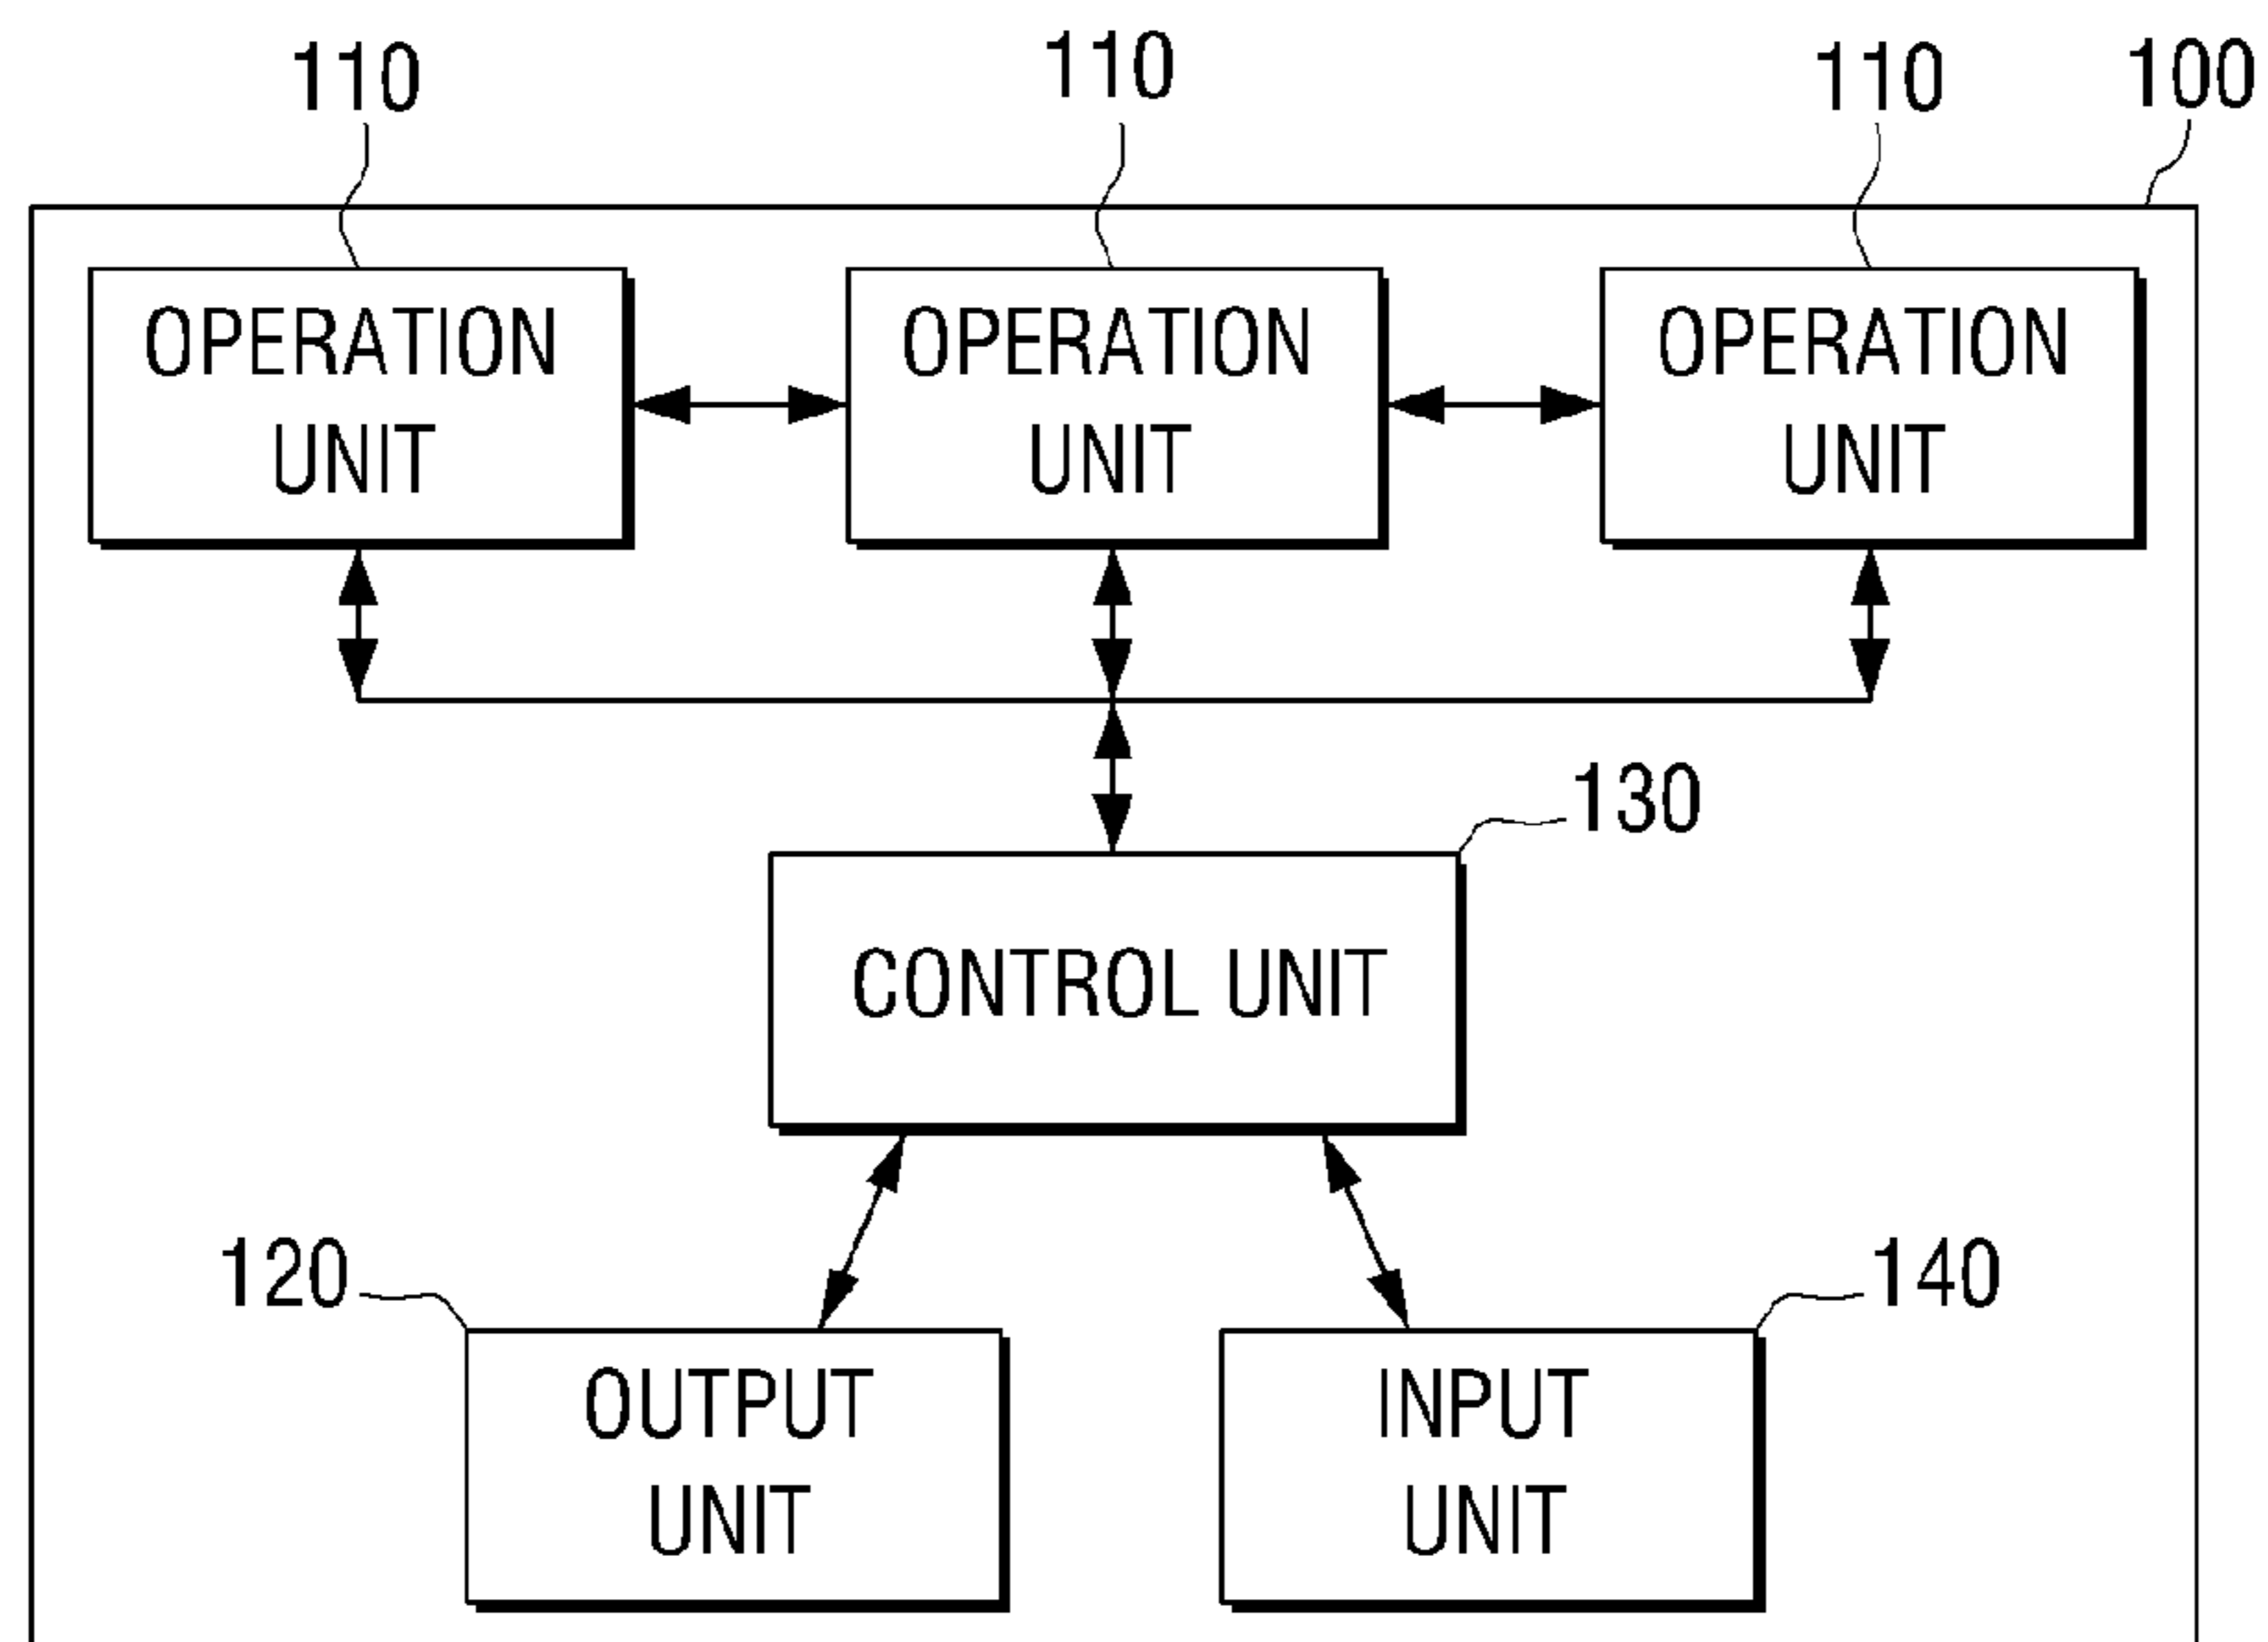 110
110
110
100
OPERATION
UNIT
OPERATION
UNIT
OPERATION
UNIT
130
CONTROL UNIT
120
140
OUTPUT
UNIT
INPUT
UNIT